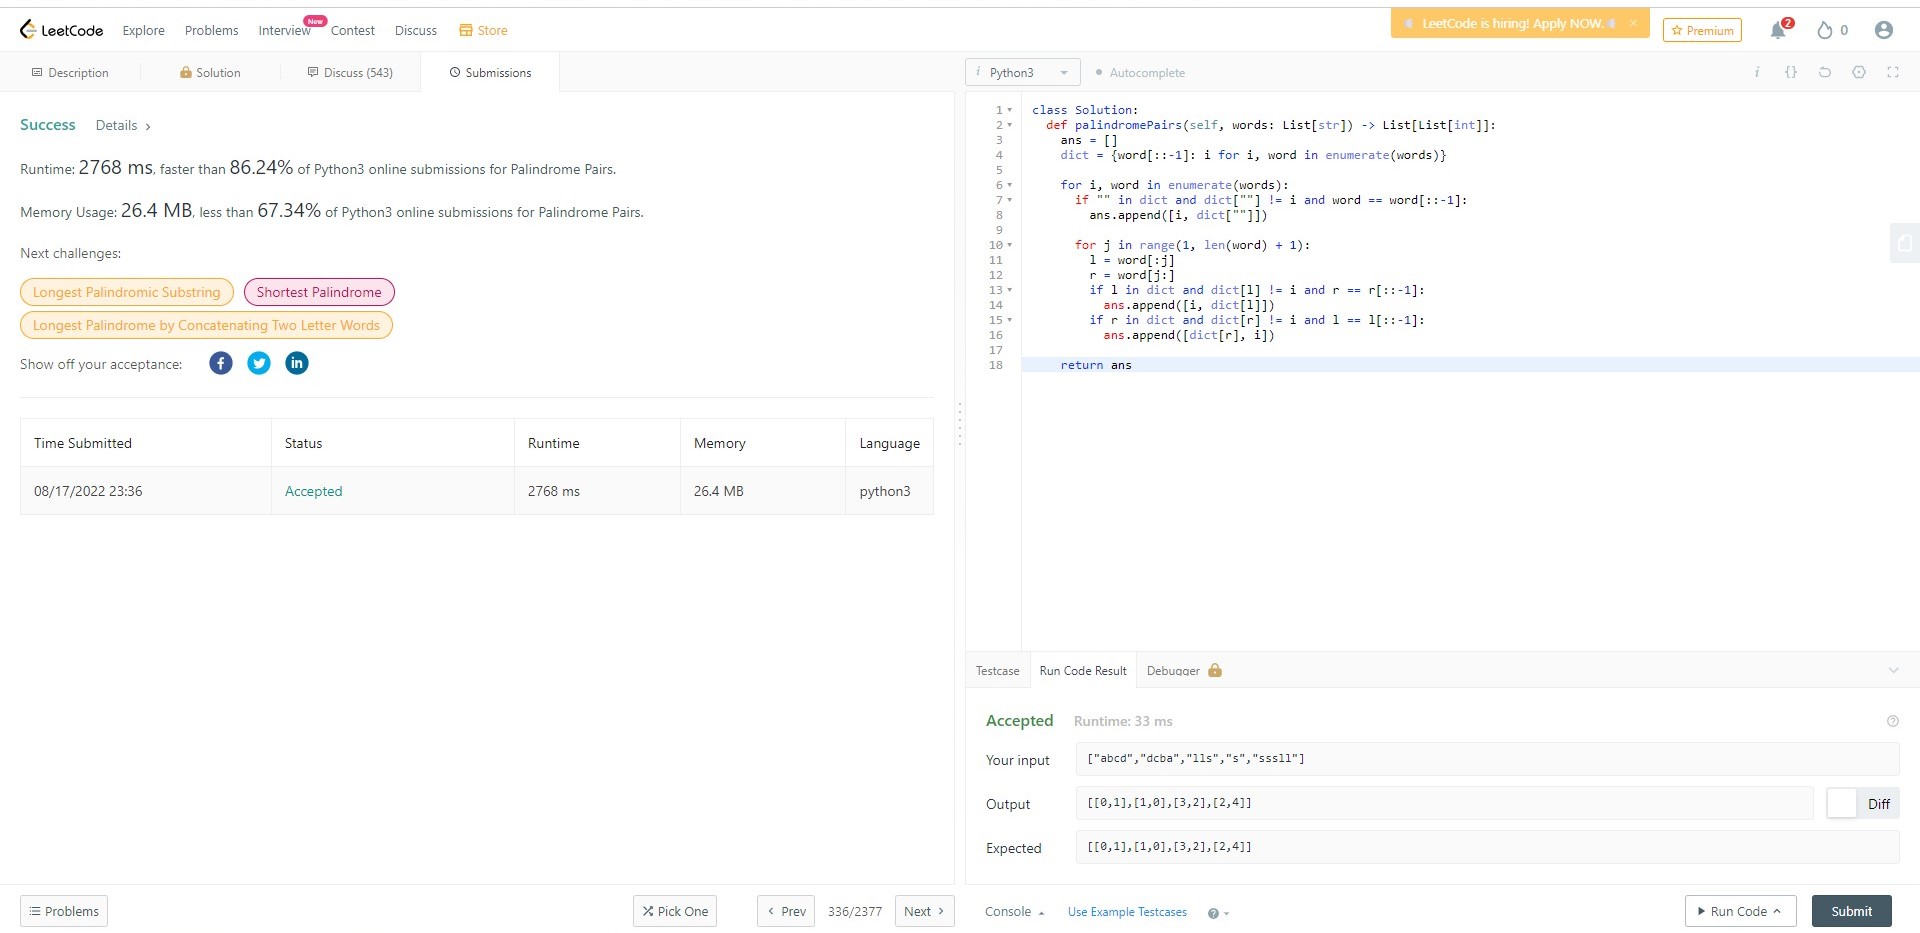 LeetCode Explore Problems Interview New Contest Discuss Store LeetCode is hiring! Apply NOW. × Premium 2 0
Description Solution Discuss (543) Submissions
Success Details >
Runtime: 2768 ms, faster than 86.24% of Python3 online submissions for Palindrome Pairs.
Memory Usage: 26.4 MB, less than 67.34% of Python3 online submissions for Palindrome Pairs.
Next challenges:
Longest Palindromic Substring Shortest Palindrome
Longest Palindrome by Concatenating Two Letter Words
Show off your acceptance:
Time Submitted Status Runtime Memory Language
08/17/2022 23:36 Accepted 2768 ms 26.4 MB python3
Problems Pick One < Prev 336/2377 Next >
i Python3 Autocomplete i {}
1 class Solution:
2 def palindromePairs(self, words: List[str]) -> List[List[int]]:
3 ans = []
4 dict = {word[::-1]: i for i, word in enumerate(words)}
5
6 for i, word in enumerate(words):
7 if "" in dict and dict[""] != i and word == word[::-1]:
8 ans.append([i, dict[""]])
9
10 for j in range(1, len(word) + 1):
11 l = word[:j]
12 r = word[j:]
13 if l in dict and dict[l] != i and r == r[::-1]:
14 ans.append([i, dict[l]])
15 if r in dict and dict[r] != i and l == l[::-1]:
16 ans.append([dict[r], i])
17
18 return ans
Testcase Run Code Result Debugger
Accepted Runtime: 33 ms
Your input ["abcd","dcba","lls","s","sssll"]
Output [[0,1],[1,0],[3,2],[2,4]] Diff
Expected [[0,1],[1,0],[3,2],[2,4]]
Console Use Example Testcases Run Code Submit